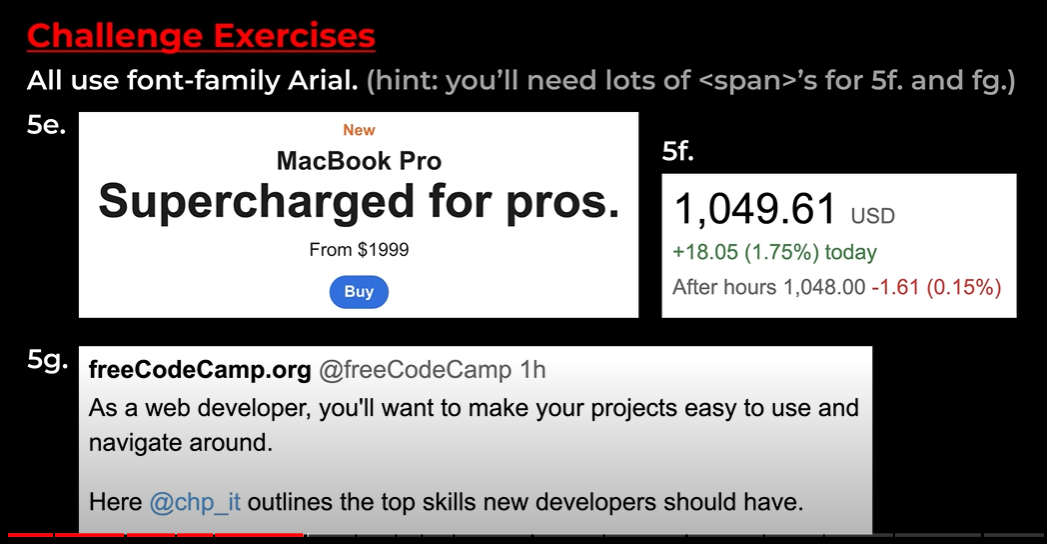 Challenge Exercises
All use font-family Arial. (hint: you'll need lots of <span>'s for 5f. and fg.)
5e.
New
MacBook Pro
Supercharged for pros.
From $1999
Buy
5f.
1,049.61 USD
+18.05 (1.75%) today
After hours 1,048.00 -1.61 (0.15%)
5g.
freeCodeCamp.org @freeCodeCamp 1h
As a web developer, you'll want to make your projects easy to use and
navigate around.
Here @chp_it outlines the top skills new developers should have.